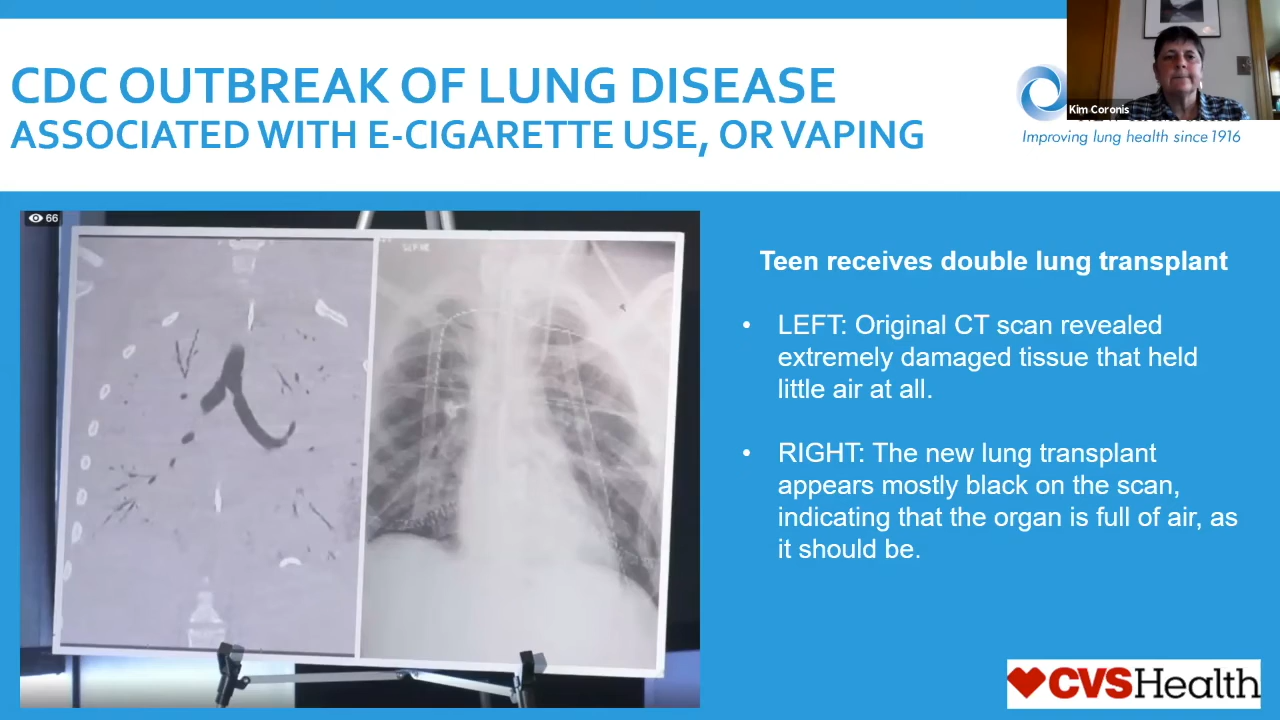 CDC OUTBREAK OF LUNG DISEASE
ASSOCIATED WITH E-CIGARETTE USE, OR VAPING
Kim Coronis
Improving lung health since 1916
66
Teen receives double lung transplant
• LEFT: Original CT scan revealed
extremely damaged tissue that held
little air at all.
• RIGHT: The new lung transplant
appears mostly black on the scan,
indicating that the organ is full of air, as
it should be.
CVSHealth